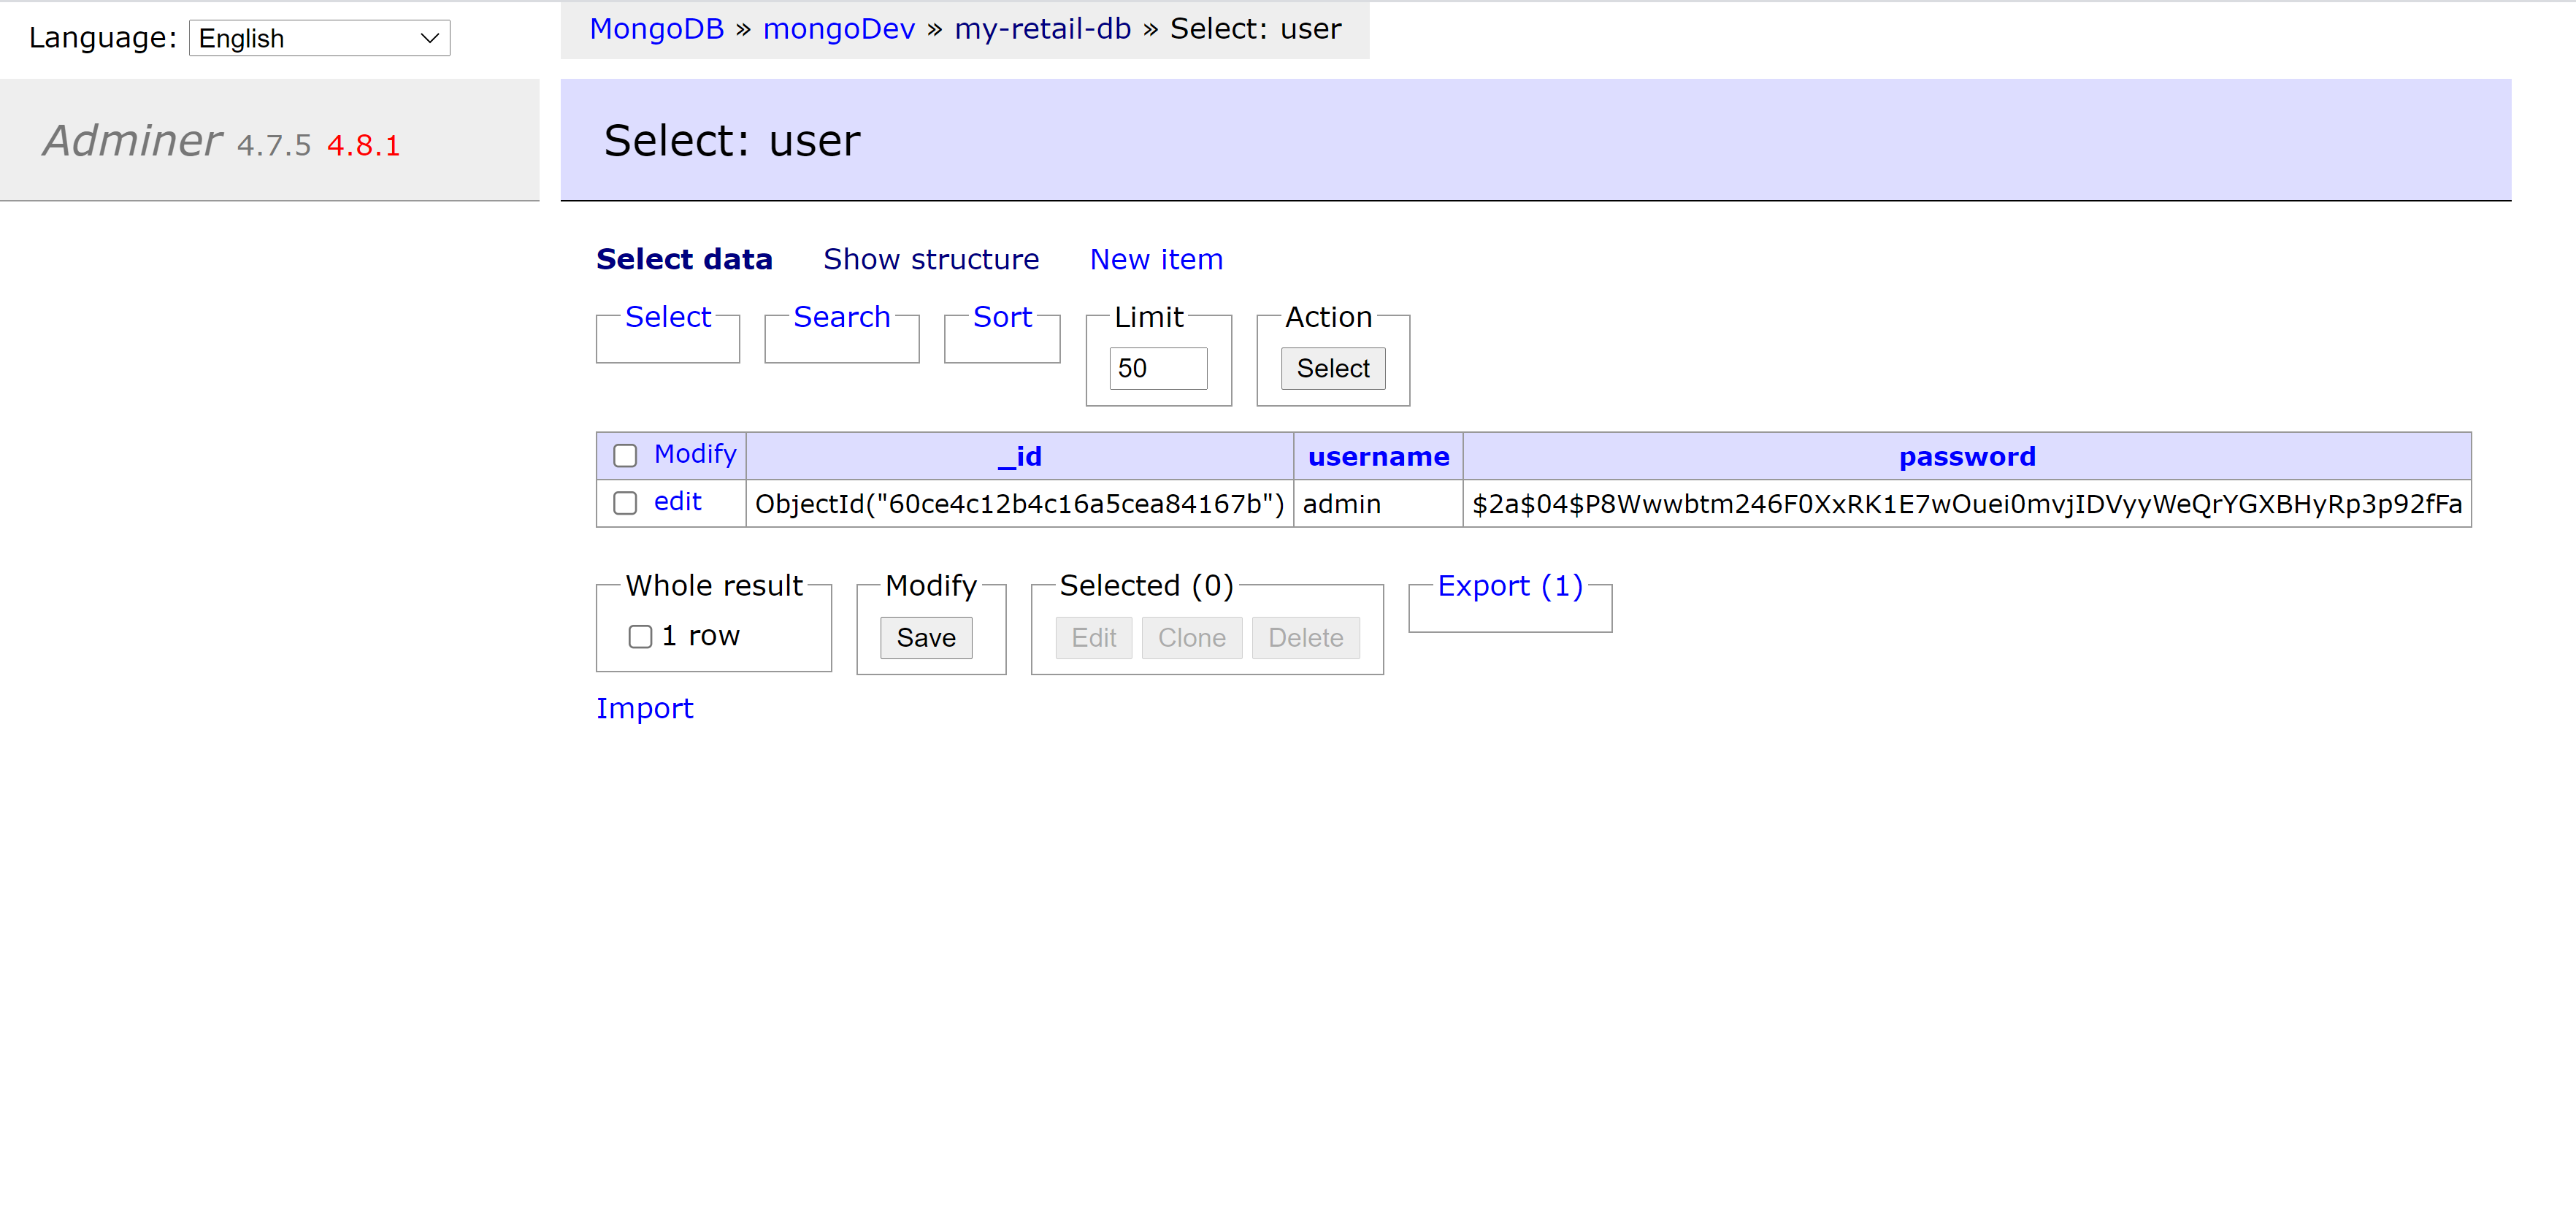 Language: English
MongoDB » mongoDev » my-retail-db » Select: user
Adminer 4.7.5 4.8.1
Select: user
Select data Show structure New item
Select Search Sort Limit Action
50 Select
Modify _id username password
edit ObjectId("60ce4c12b4c16a5cea84167b") admin $2a$04$P8Wwwbtm246F0XxRK1E7wOuei0mvjIDVyyWeQrYGXBHyRp3p92fFa
Whole result Modify Selected (0) Export (1)
1 row Save Edit Clone Delete
Import